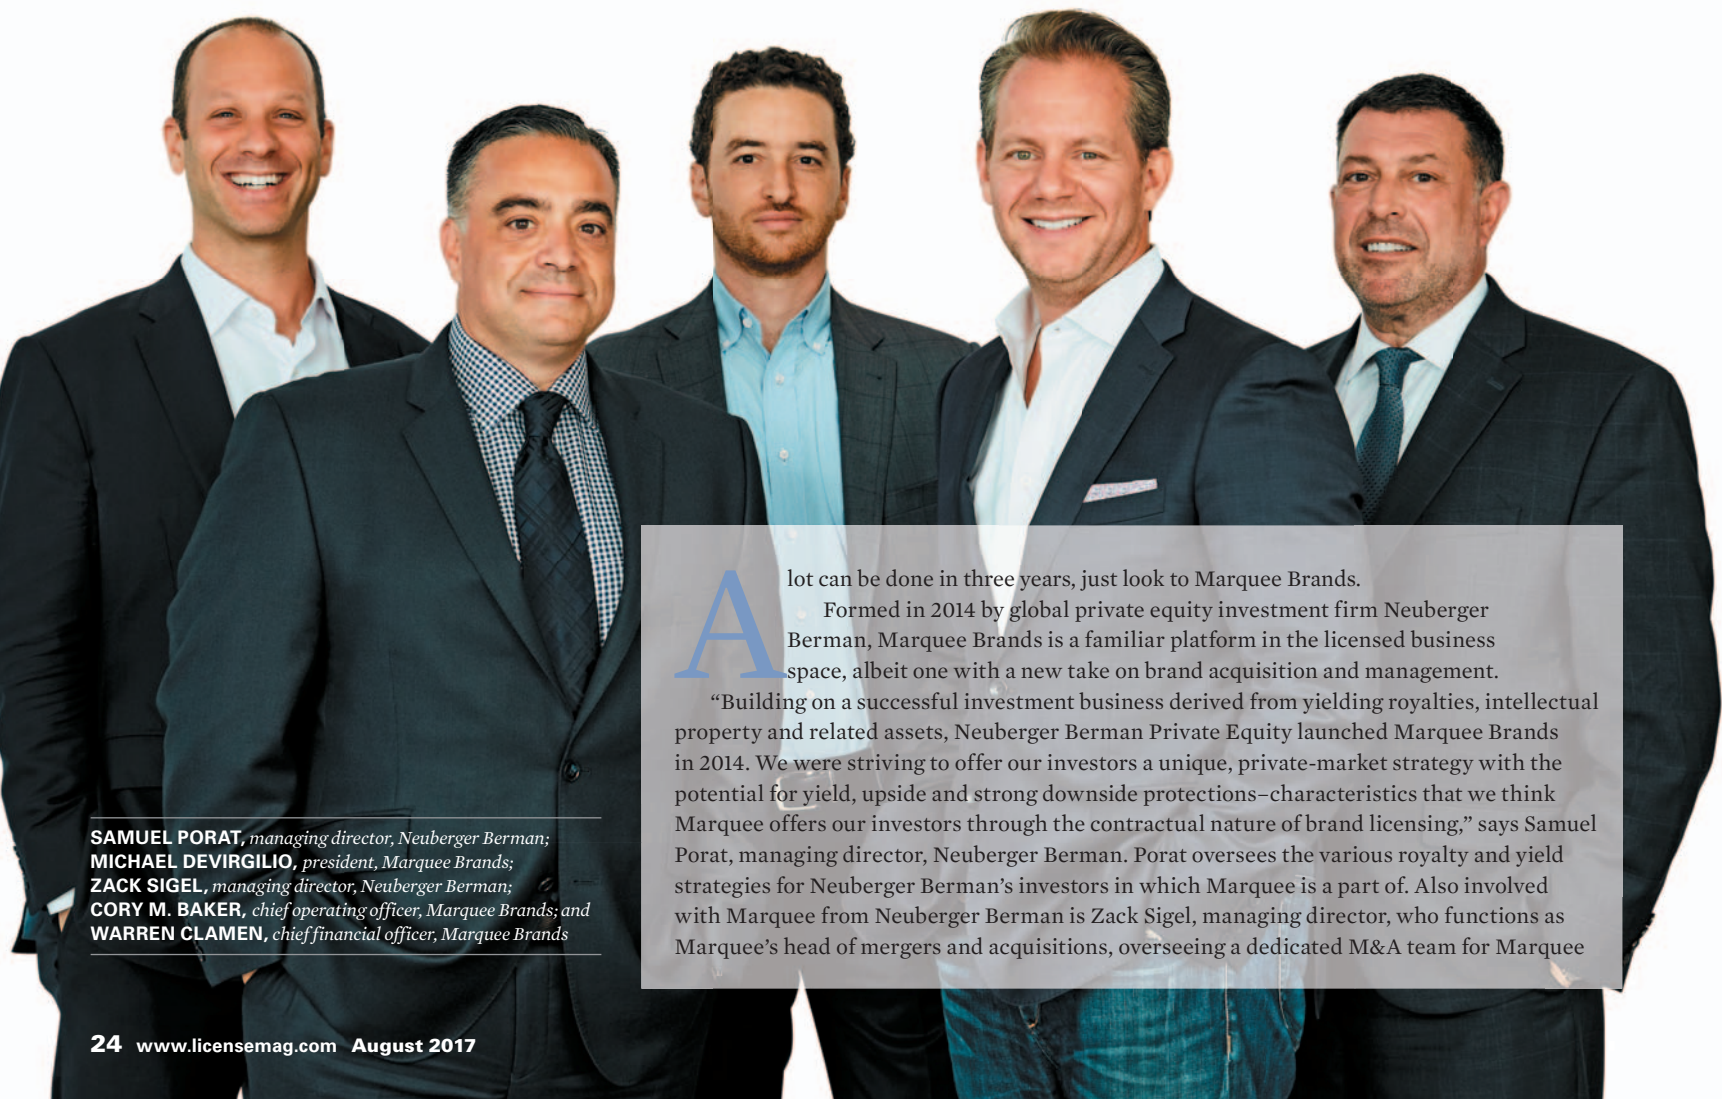 A lot can be done in three years, just look to Marquee Brands.
Formed in 2014 by global private equity investment firm Neuberger
Berman, Marquee Brands is a familiar platform in the licensed business
space, albeit one with a new take on brand acquisition and management.
“Building on a successful investment business derived from yielding royalties, intellectual
property and related assets, Neuberger Berman Private Equity launched Marquee Brands
in 2014. We were striving to offer our investors a unique, private-market strategy with the
potential for yield, upside and strong downside protections–characteristics that we think
Marquee offers our investors through the contractual nature of brand licensing,” says Samuel
Porat, managing director, Neuberger Berman. Porat oversees the various royalty and yield
strategies for Neuberger Berman’s investors in which Marquee is a part of. Also involved
with Marquee from Neuberger Berman is Zack Sigel, managing director, who functions as
Marquee’s head of mergers and acquisitions, overseeing a dedicated M&A team for Marquee
SAMUEL PORAT, managing director, Neuberger Berman;
MICHAEL DEVIRGILIO, president, Marquee Brands;
ZACK SIGEL, managing director, Neuberger Berman;
CORY M. BAKER, chief operating officer, Marquee Brands; and
WARREN CLAMEN, chief financial officer, Marquee Brands
24 www.licensemag.com August 2017